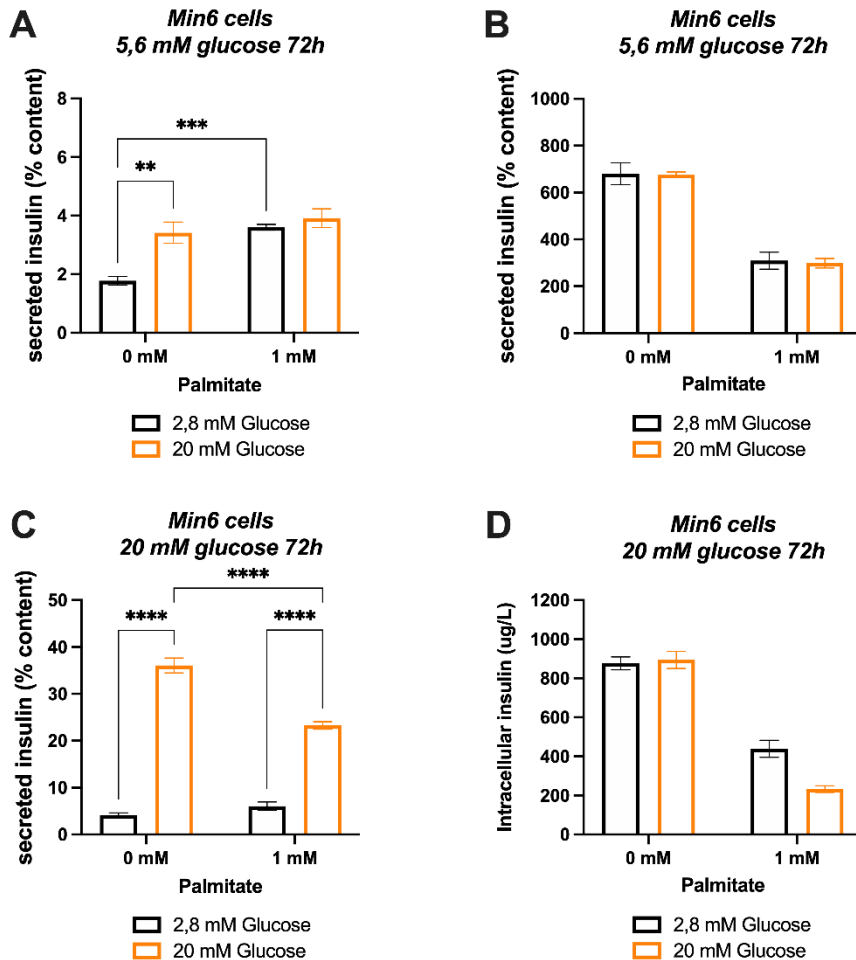 A
Min6 cells
5,6 mM glucose 72h
secreted insulin (% content)
8
6
4
2
0
***
**
0 mM
1 mM
Palmitate
2,8 mM Glucose
20 mM Glucose
B
Min6 cells
5,6 mM glucose 72h
secreted insulin (% content)
1000
800
600
400
200
0
0 mM
1 mM
Palmitate
2,8 mM Glucose
20 mM Glucose
C
Min6 cells
20 mM glucose 72h
secreted insulin (% content)
50
40
30
20
10
0
****
****
****
0 mM
1 mM
Palmitate
2,8 mM Glucose
20 mM Glucose
D
Min6 cells
20 mM glucose 72h
Intracellular insulin (ug/L)
1200
1000
800
600
400
200
0
0 mM
1 mM
Palmitate
2,8 mM Glucose
20 mM Glucose